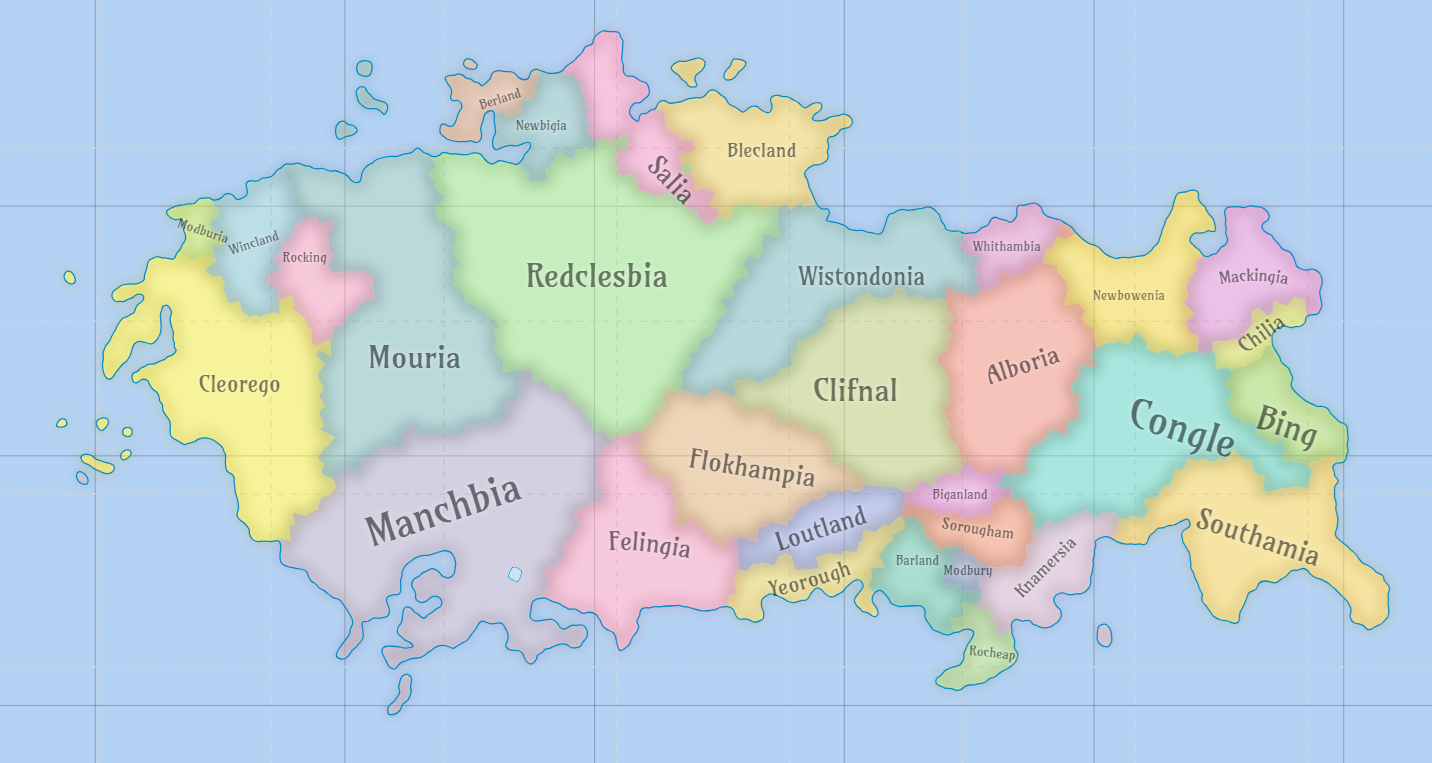 Berland
Newbigia
Blecland
Salia
Modburia
Wincland
Rocking
Redclesbia
Wistondonia
Whithambia
Newbowenia
Mackingia
Chilia
Mouria
Cleorego
Clifnal
Alboria
Congle
Bing
Flokhampia
Manchbia
Felingia
Loutland
Biganland
Sorougham
Southamia
Yeorough
Barland
Modbury
Knamersia
Rocheap